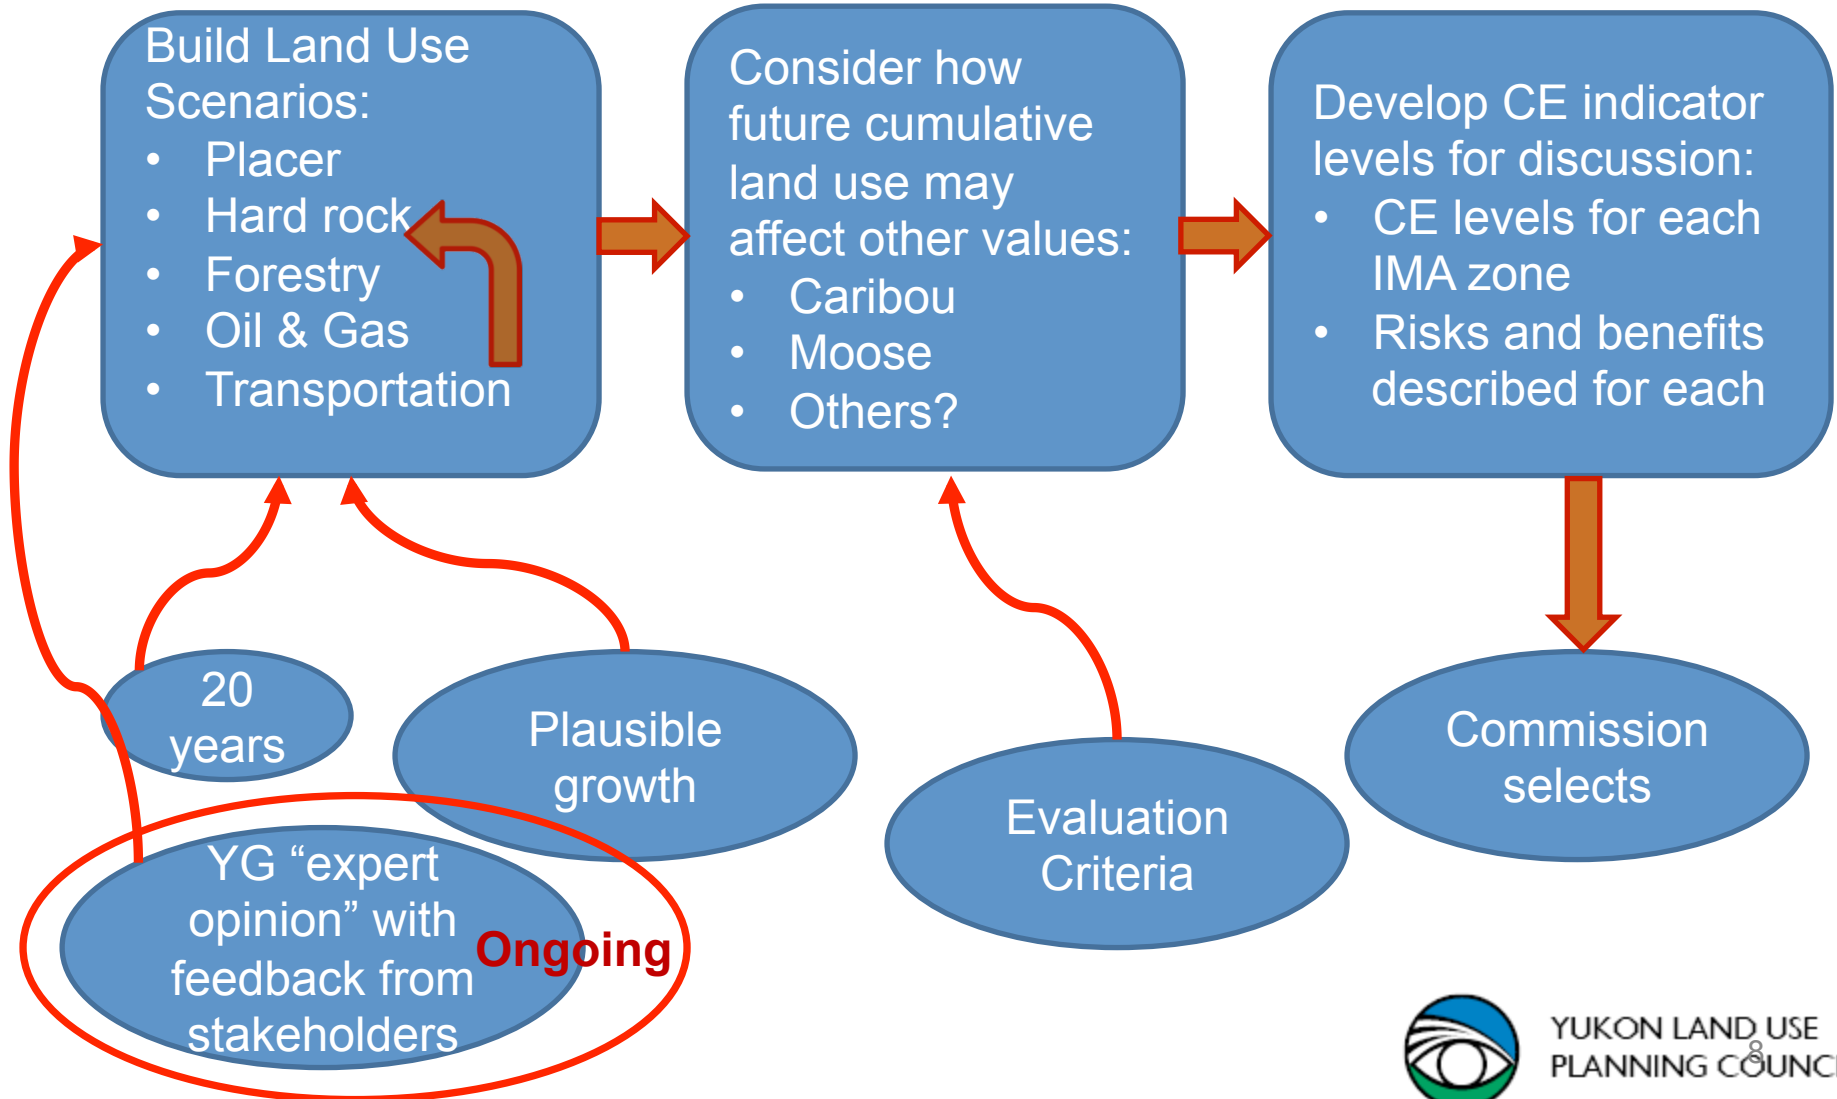 Build Land Use
Scenarios:
• Placer
• Hard rock
• Forestry
• Oil & Gas
• Transportation
Consider how
future cumulative
land use may
affect other values:
• Caribou
• Moose
• Others?
Develop CE indicator
levels for discussion:
• CE levels for each
IMA zone
• Risks and benefits
described for each
20
years
Plausible
growth
YG “expert
opinion” with
feedback from
stakeholders
Ongoing
Evaluation
Criteria
Commission
selects
YUKON LAND USE
PLANNING COUNCI
8